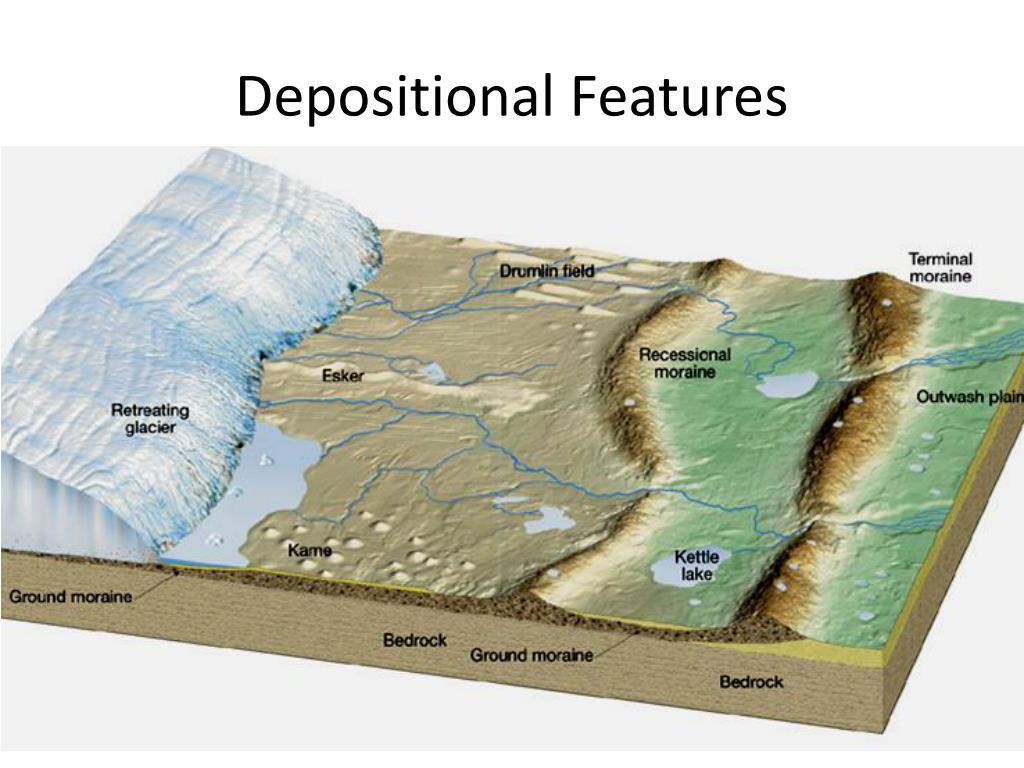 Depositional Features
Terminal
moraine
Drumlin field
Recessional
moraine
Esker
Outwash plain
Retreating
glacier
Kame
Kettle
lake
Ground moraine
Bedrock
Ground moraine
Bedrock